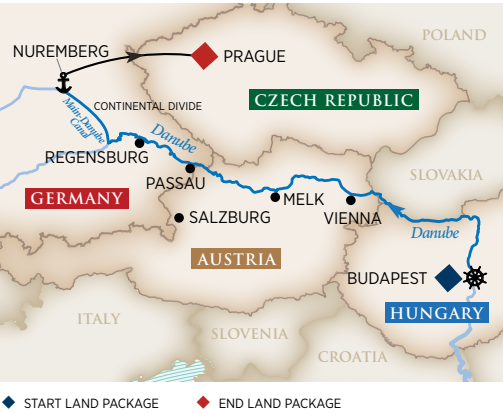 POLAND
NUREMBERG
PRAGUE
CONTINENTAL DIVIDE
CZECH REPUBLIC
Main-Danube
Canal
Danube
REGENSBURG
PASSAU
SLOVAKIA
GERMANY
MELK
SALZBURG
VIENNA
Danube
AUSTRIA
BUDAPEST
HUNGARY
ITALY
SLOVENIA
CROATIA
START LAND PACKAGE
END LAND PACKAGE